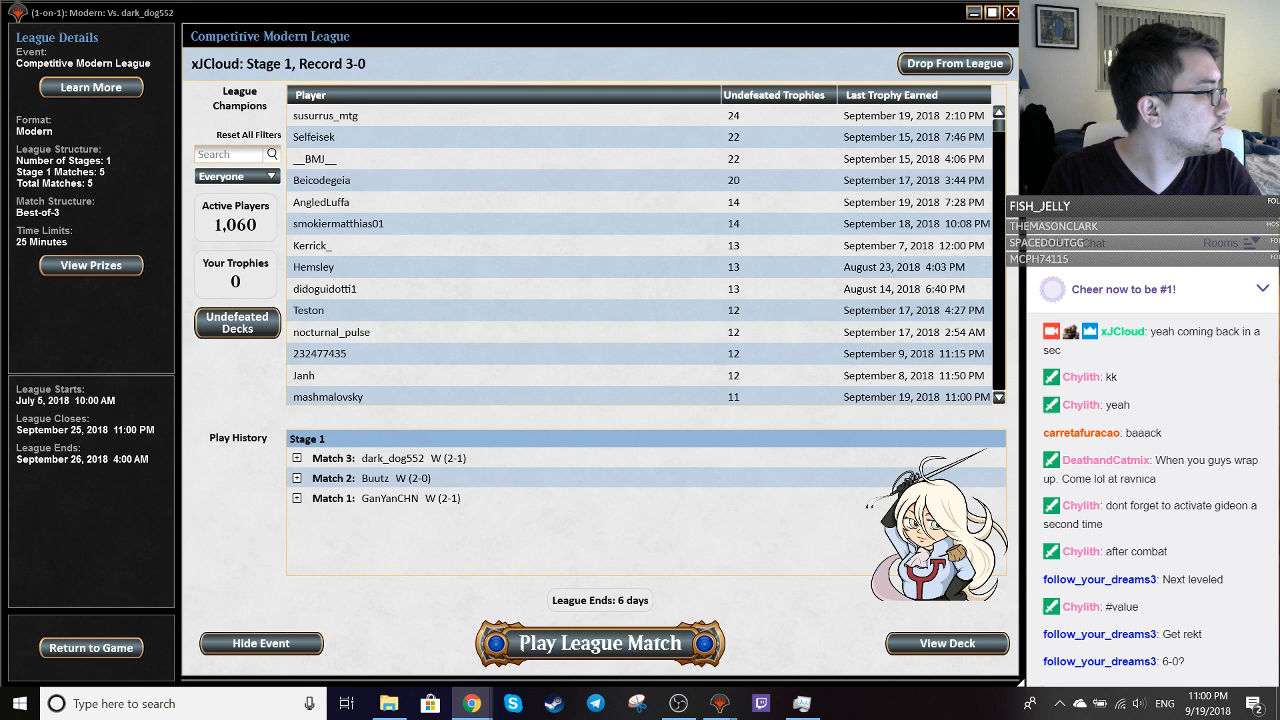 (1-on-1): Modern: Vs. dark_dog552
League Details
Event:
Competitive Modern League
Learn More
Format:
Modern
League Structure:
Number of Stages: 1
Stage 1 Matches: 5
Total Matches: 5
Match Structure:
Best-of-3
Time Limits:
25 Minutes
View Prizes
League Starts:
July 5, 2018 10:00 AM
League Closes:
September 25, 2018 11:00 PM
League Ends:
September 26, 2018 4:00 AM
Return to Game
Competitive Modern League
xJCloud: Stage 1, Record 3-0
Drop From League
League
Champions
Reset All Filters
Search
Everyone
Active Players
1,060
Your Trophies
0
Undefeated
Decks
Player Undefeated Trophies Last Trophy Earned
susurrus_mtg 24 September 19, 2018 2:10 PM
Selfeisek 22 September 15, 2018 7:46 PM
__BMJ__ 22 September 15, 2018 4:06 PM
Beicodegeia 20 September 17, 2018 3:44 PM
AngledLuffa 14 September 19, 2018 7:28 PM
14 September 18, 2018 10:08 PM
Kerrick_ 13 September 7, 2018 12:00 PM
Hemsley 13 August 23, 2018 4:03 PM
didoguidotti1 13 August 14, 2018 6:40 PM
Teston 12 September 17, 2018 4:27 PM
nocturnal_pulse 12 September 17, 2018 2:54 AM
232477435 12 September 9, 2018 11:15 PM
Janh 12 September 8, 2018 11:50 PM
mashmalovsky 11 September 19, 2018 11:00 PM
Play History
Stage 1
Match 3: dark_dog552 W (2-1)
Match 2: Buutz W (2-0)
Match 1: GanYanCHN W (2-1)
League Ends: 6 days
Hide Event
Play League Match
View Deck
FISH_JELLY FOL
THEMASONCLARK HOS
SPACEDOUTGG Chat Rooms FO
MCPH74115 FOL
Cheer now to be #1!
xJCloud: yeah coming back in a
sec
Chylith: kk
Chylith: yeah
carretafuracao: baaack
DeathandCatmix: When you guys wrap
up. Come lol at ravnica
Chylith: dont forget to activate gideon a
second time
Chylith: after combat
follow_your_dreams3: Next leveled
Chylith: #value
follow_your_dreams3: Get rekt
follow_your_dreams3: 6-0?
Type here to search
ENG
11:00 PM
9/19/2018
2